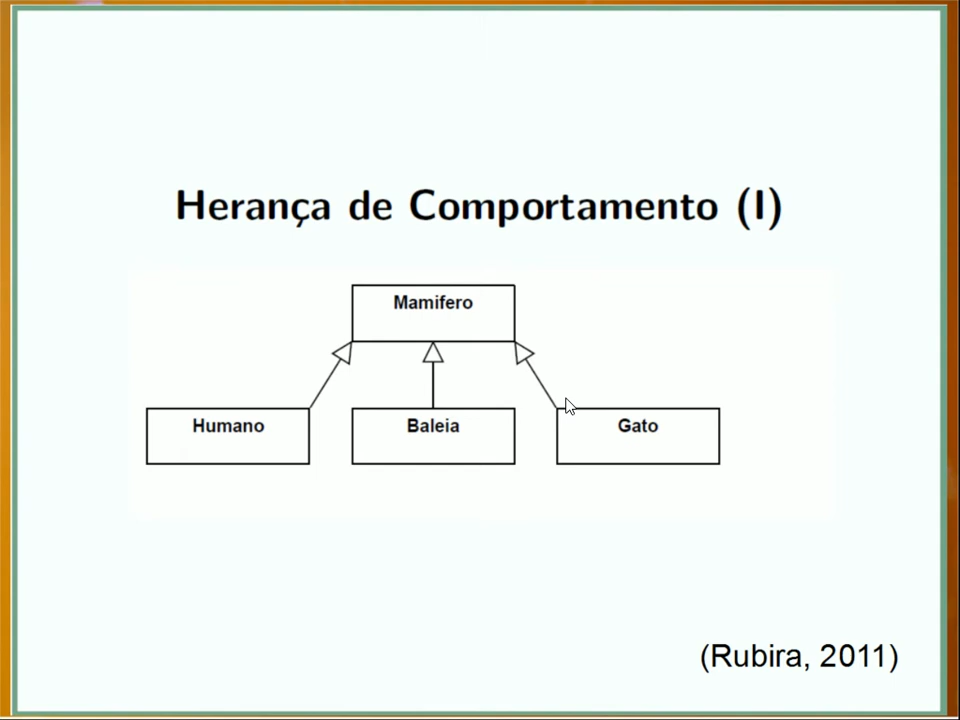 Herança de Comportamento (I)
Mamifero
Humano
Baleia
Gato
(Rubira, 2011)